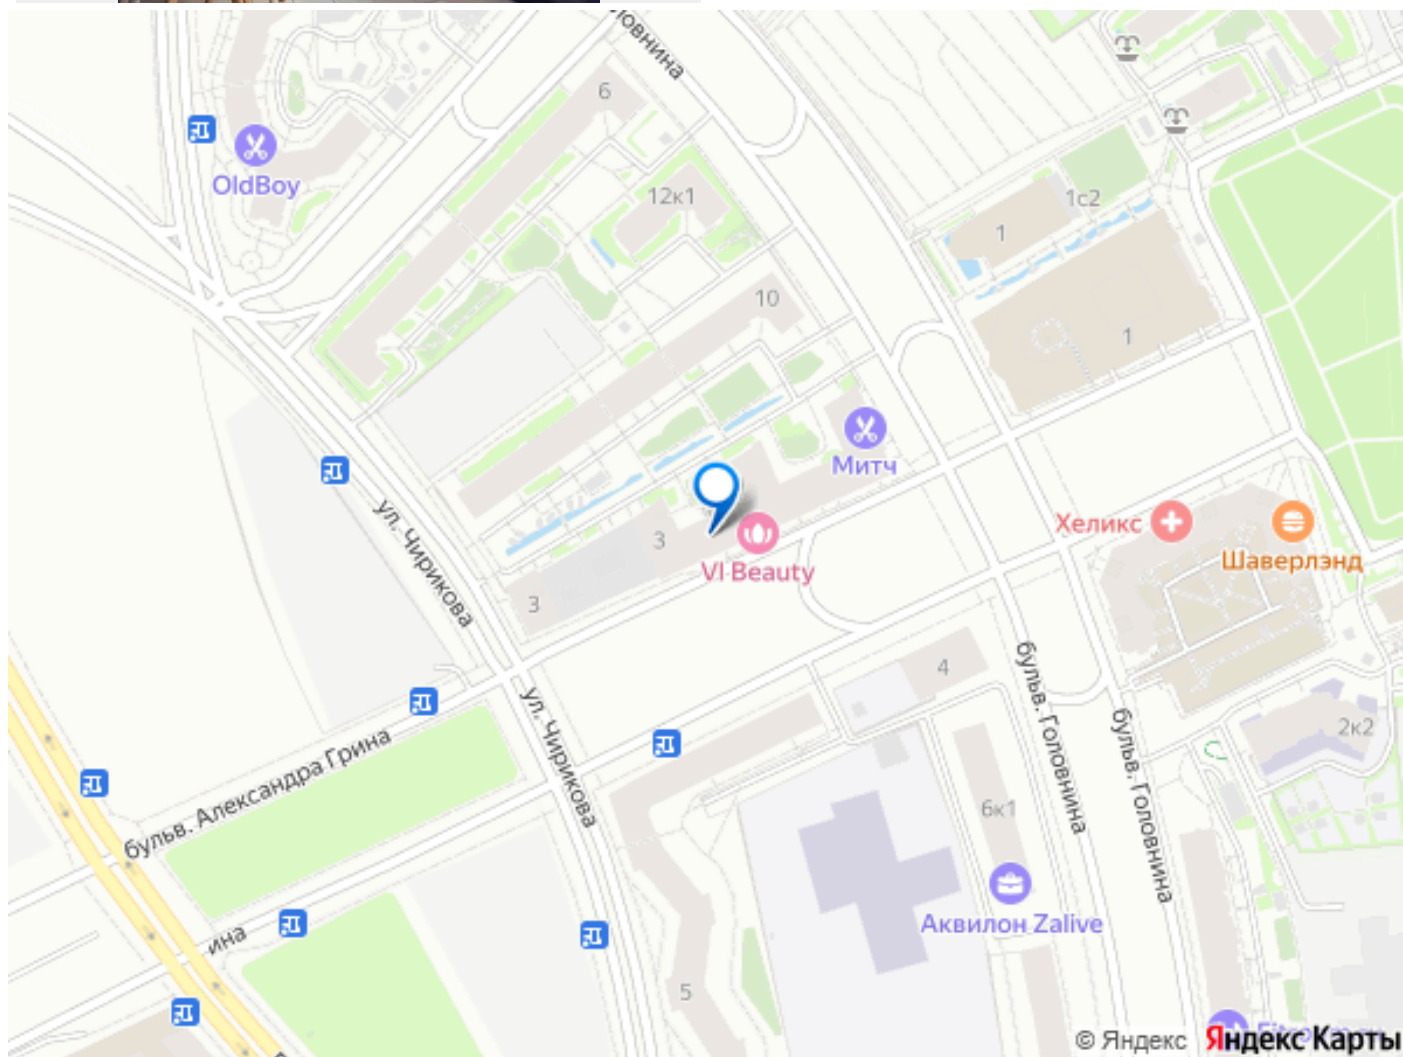 OldBoy
6
12к1
1с2
1
10
1
Митч
ул. Чирикова
Хеликс
Шаверлэнд
3
VI Beauty
3
4
бульв. Головнина
бульв. Головнина
2к2
ул. Чирикова
бульв. Александра Грина
6к1
Аквилон Zalive
ина
5
© Яндекс Яндекс Карты